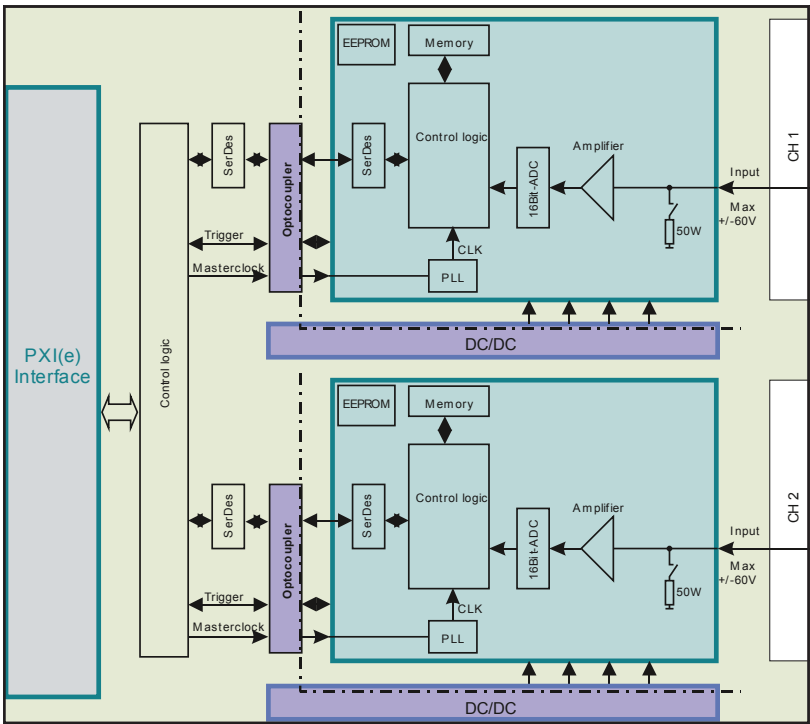 PXI(e)
Interface
Control logic
SerDes
Optocoupler
Trigger
Masterclock
EEPROM
Memory
SerDes
Control logic
CLK
PLL
16Bit-ADC
Amplifier
50W
Input
Max
+/-60V
CH 1
DC/DC
SerDes
Optocoupler
Trigger
Masterclock
EEPROM
Memory
SerDes
Control logic
CLK
PLL
16Bit-ADC
Amplifier
50W
Input
Max
+/-60V
CH 2
DC/DC